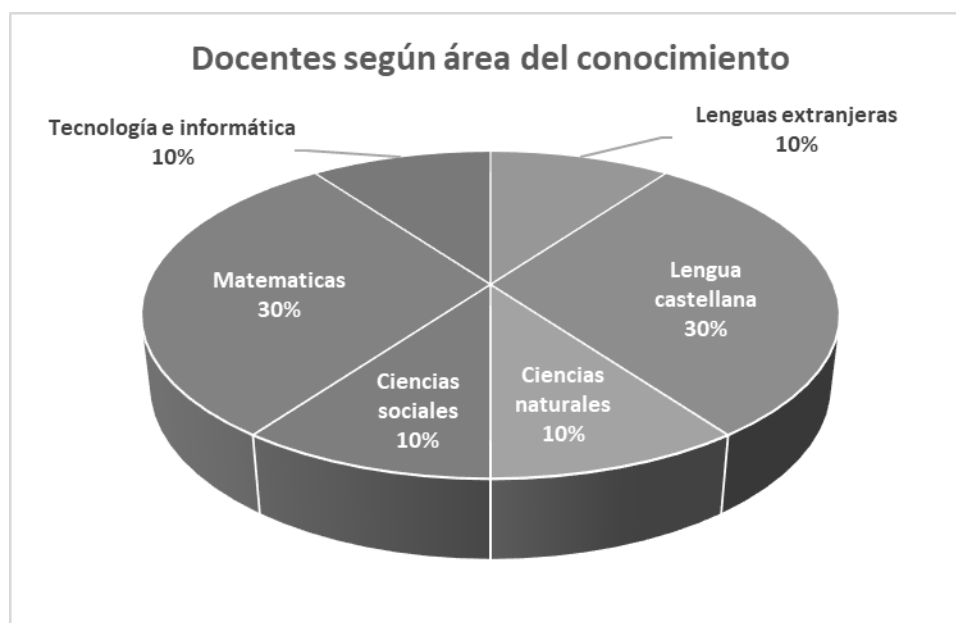 Docentes según área del conocimiento
Tecnología e informática
10%
Lenguas extranjeras
10%
Matematicas
30%
Lengua
castellana
30%
Ciencias
sociales
10%
Ciencias
naturales
10%